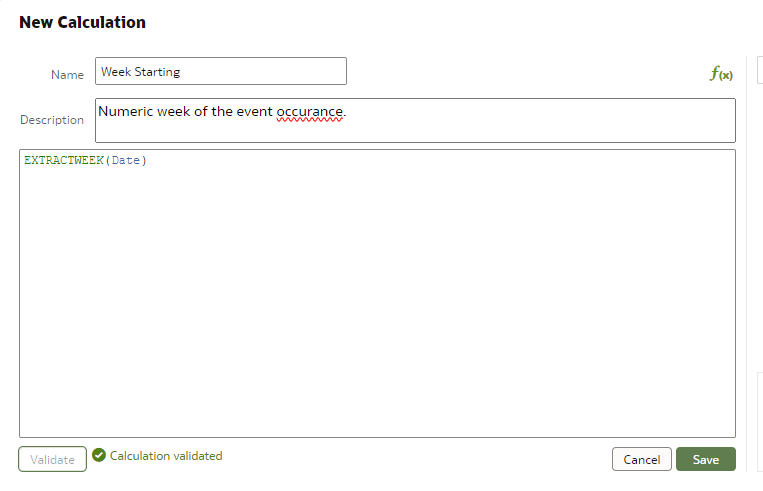 New Calculation
Name
Week Starting
f(x)
Description
Numeric week of the event occurance.
EXTRACTWEEK(Date)
Validate
Calculation validated
Cancel
Save